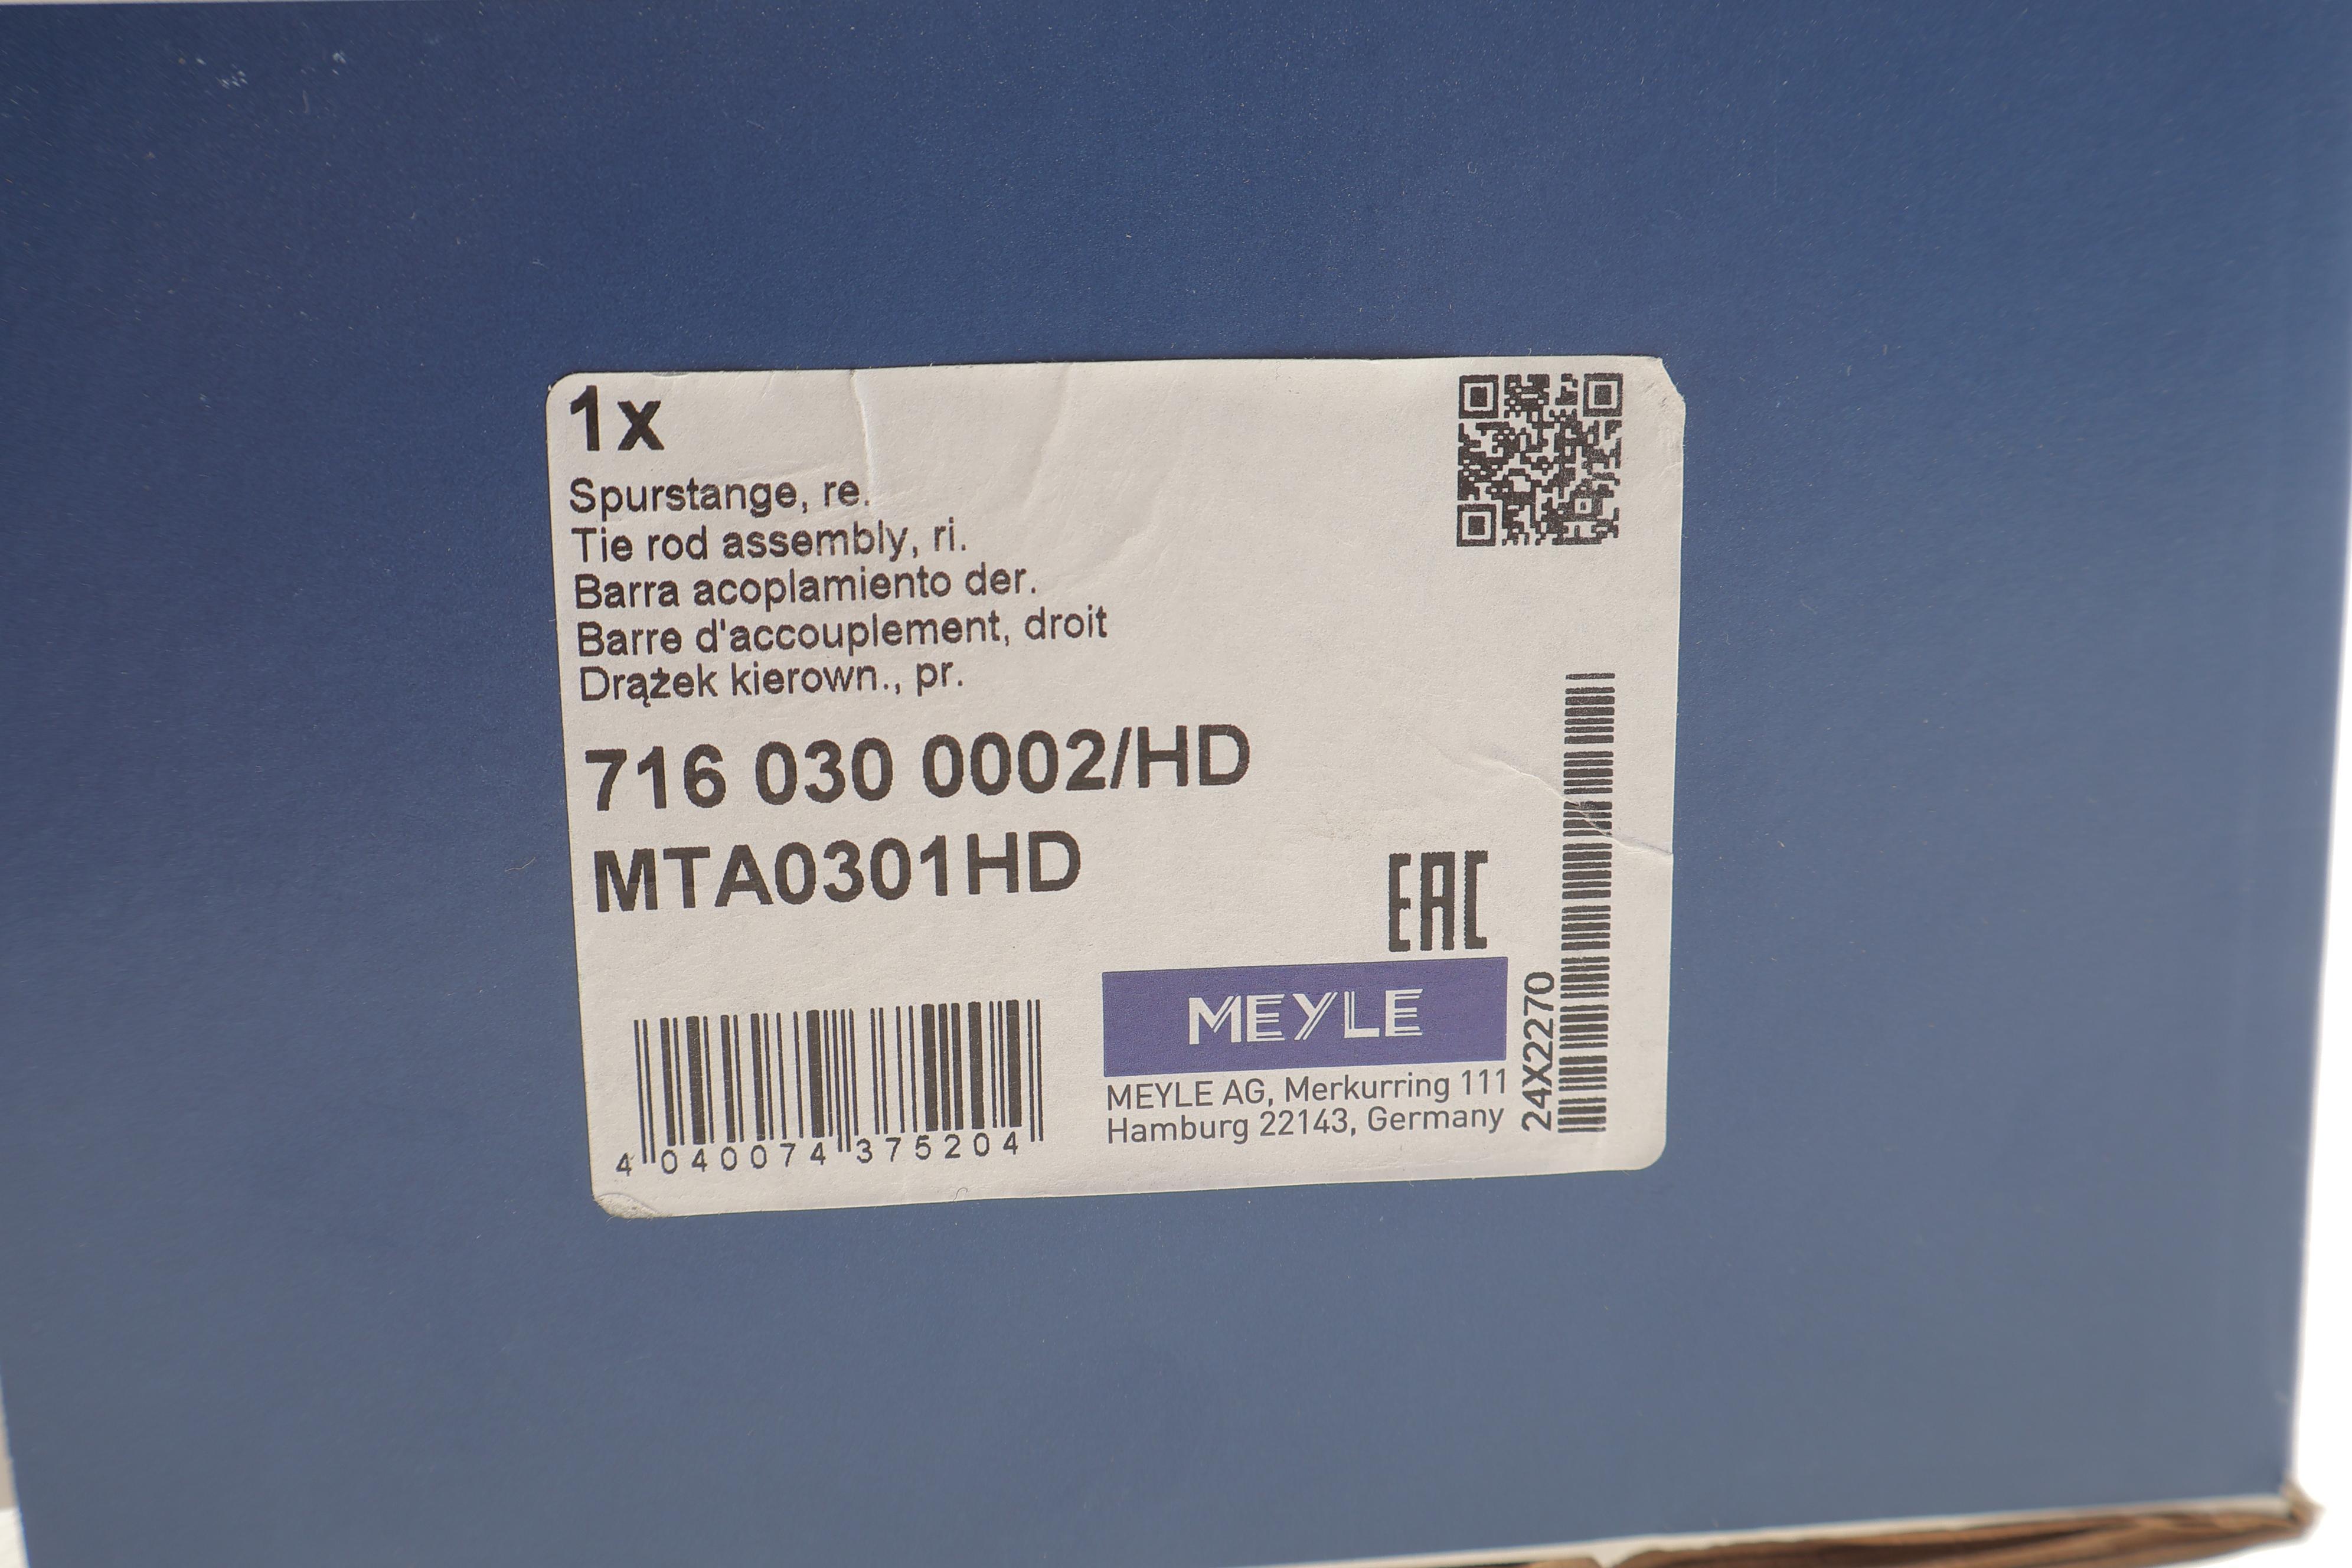 1x
Spurstange, re.
Tie rod assembly, ri.
Barra acoplamiento der.
Barre d'accouplement, droit
Drążek kierown., pr.
716 030 0002/HD
MTA0301HD
EAC
MEYLE
MEYLE AG, Merkurring 111
Hamburg 22143, Germany
24X2270
4 040074 375204